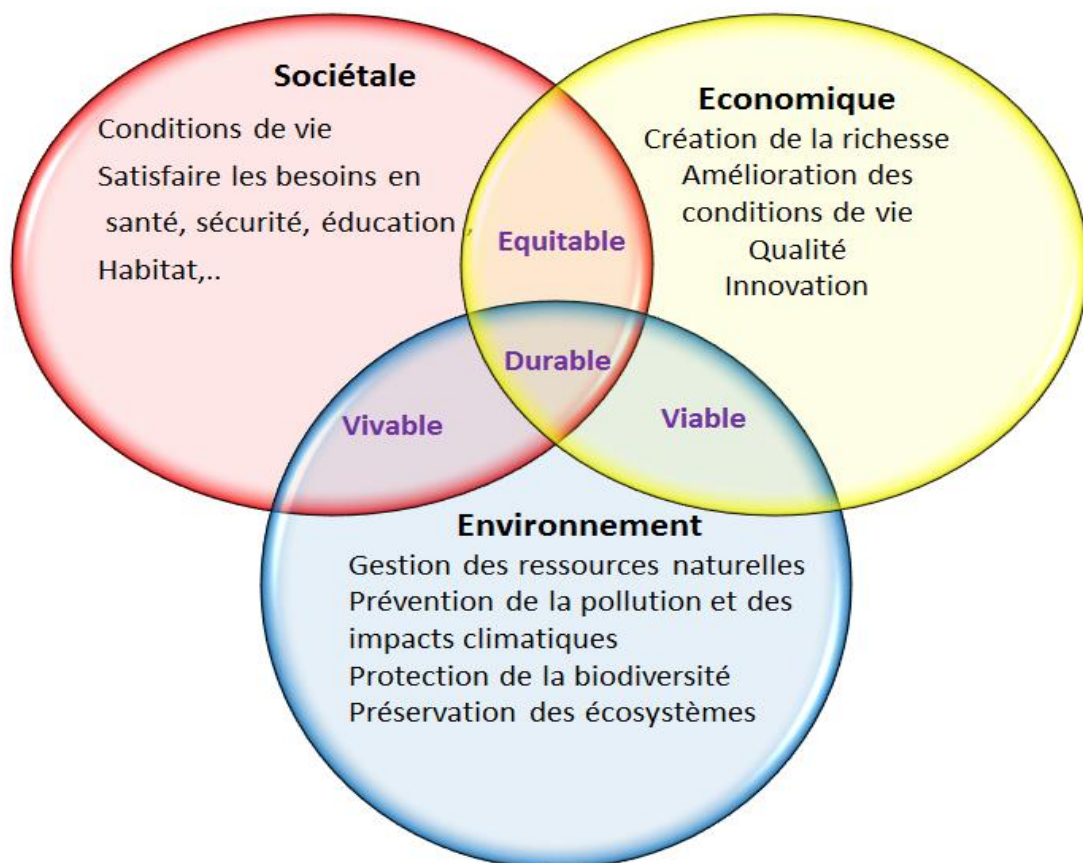 Sociétale
Conditions de vie
Satisfaire les besoins en
santé, sécurité, éducation ,
Habitat,..
Economique
Création de la richesse
Amélioration des
conditions de vie
Qualité
Innovation
Equitable
Durable
Vivable
Viable
Environnement
Gestion des ressources naturelles
Prévention de la pollution et des
impacts climatiques
Protection de la biodiversité
Préservation des écosystèmes